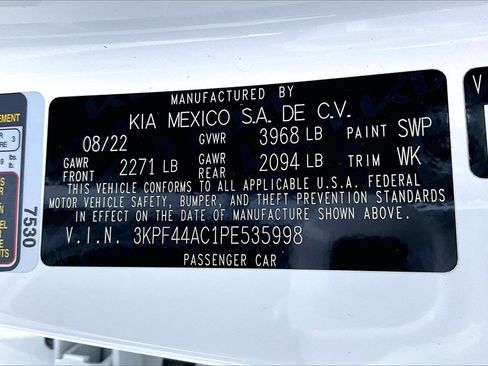 MANUFACTURED BY
KIA MEXICO S.A. DE C.V.
08/22 GVWR 3968 LB PAINT SWP
GAWR FRONT 2271 LB GAWR REAR 2094 LB TRIM WK
THIS VEHICLE CONFORMS TO ALL APPLICABLE U.S.A. FEDERAL
MOTOR VEHICLE SAFETY, BUMPER, AND THEFT PREVENTION STANDARDS
IN EFFECT ON THE DATE OF MANUFACTURE SHOWN ABOVE.
V.I.N. 3KPF44AC1PE535998
PASSENGER CAR
7530